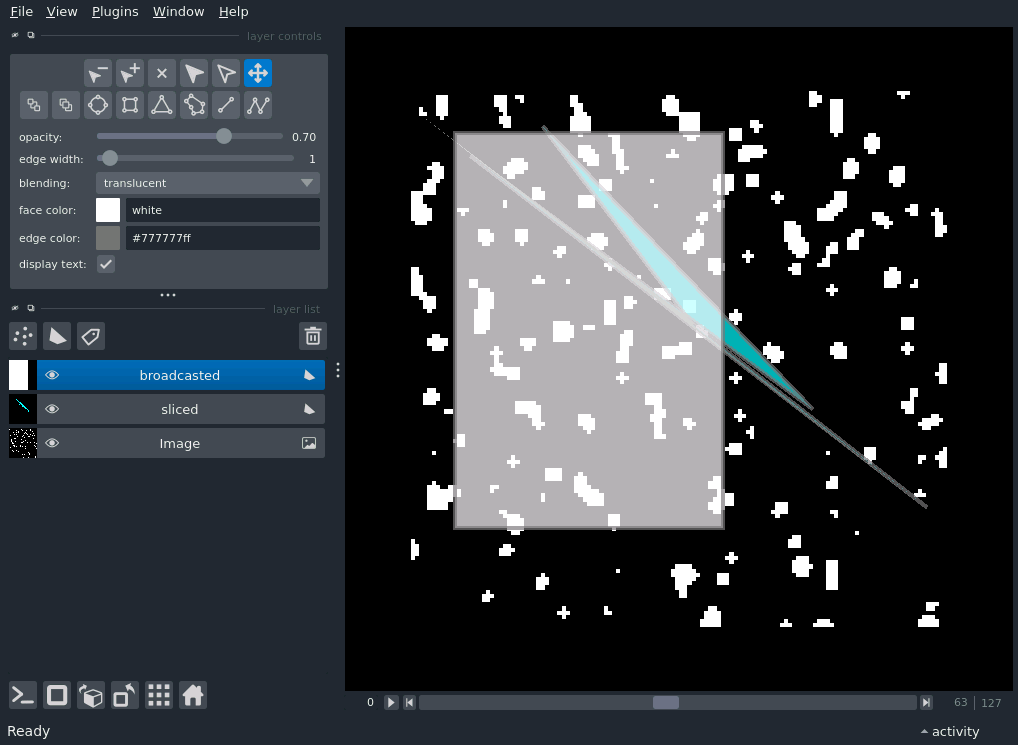 File View Plugins Window Help
layer controls
opacity: 0.70
edge width: 1
blending: translucent
face color: white
edge color: #777777ff
display text:
layer list
broadcasted
sliced
Image
0 63 127
Ready activity